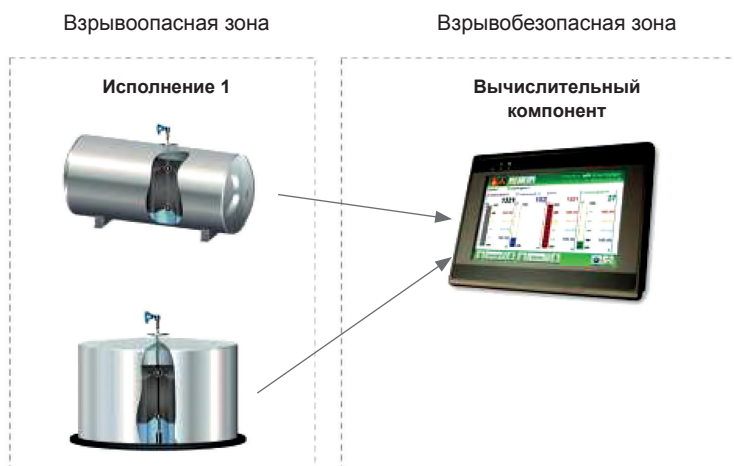 Взрывоопасная зона
Взрывобезопасная зона
Исполнение 1
Вычислительный
компонент